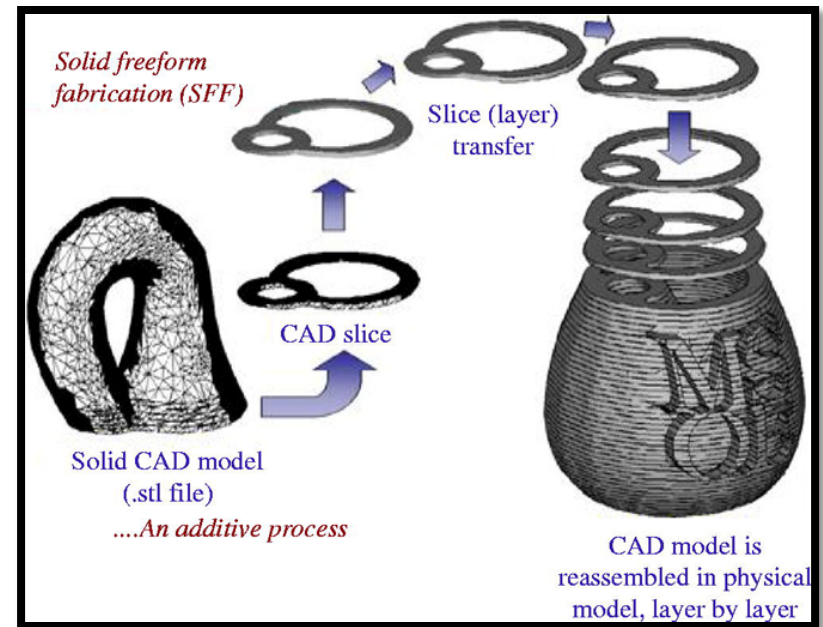 Solid freeform
fabrication (SFF)
Slice (layer)
transfer
CAD slice
Solid CAD model
(.stl file)
....An additive process
CAD model is
reassembled in physical
model, layer by layer